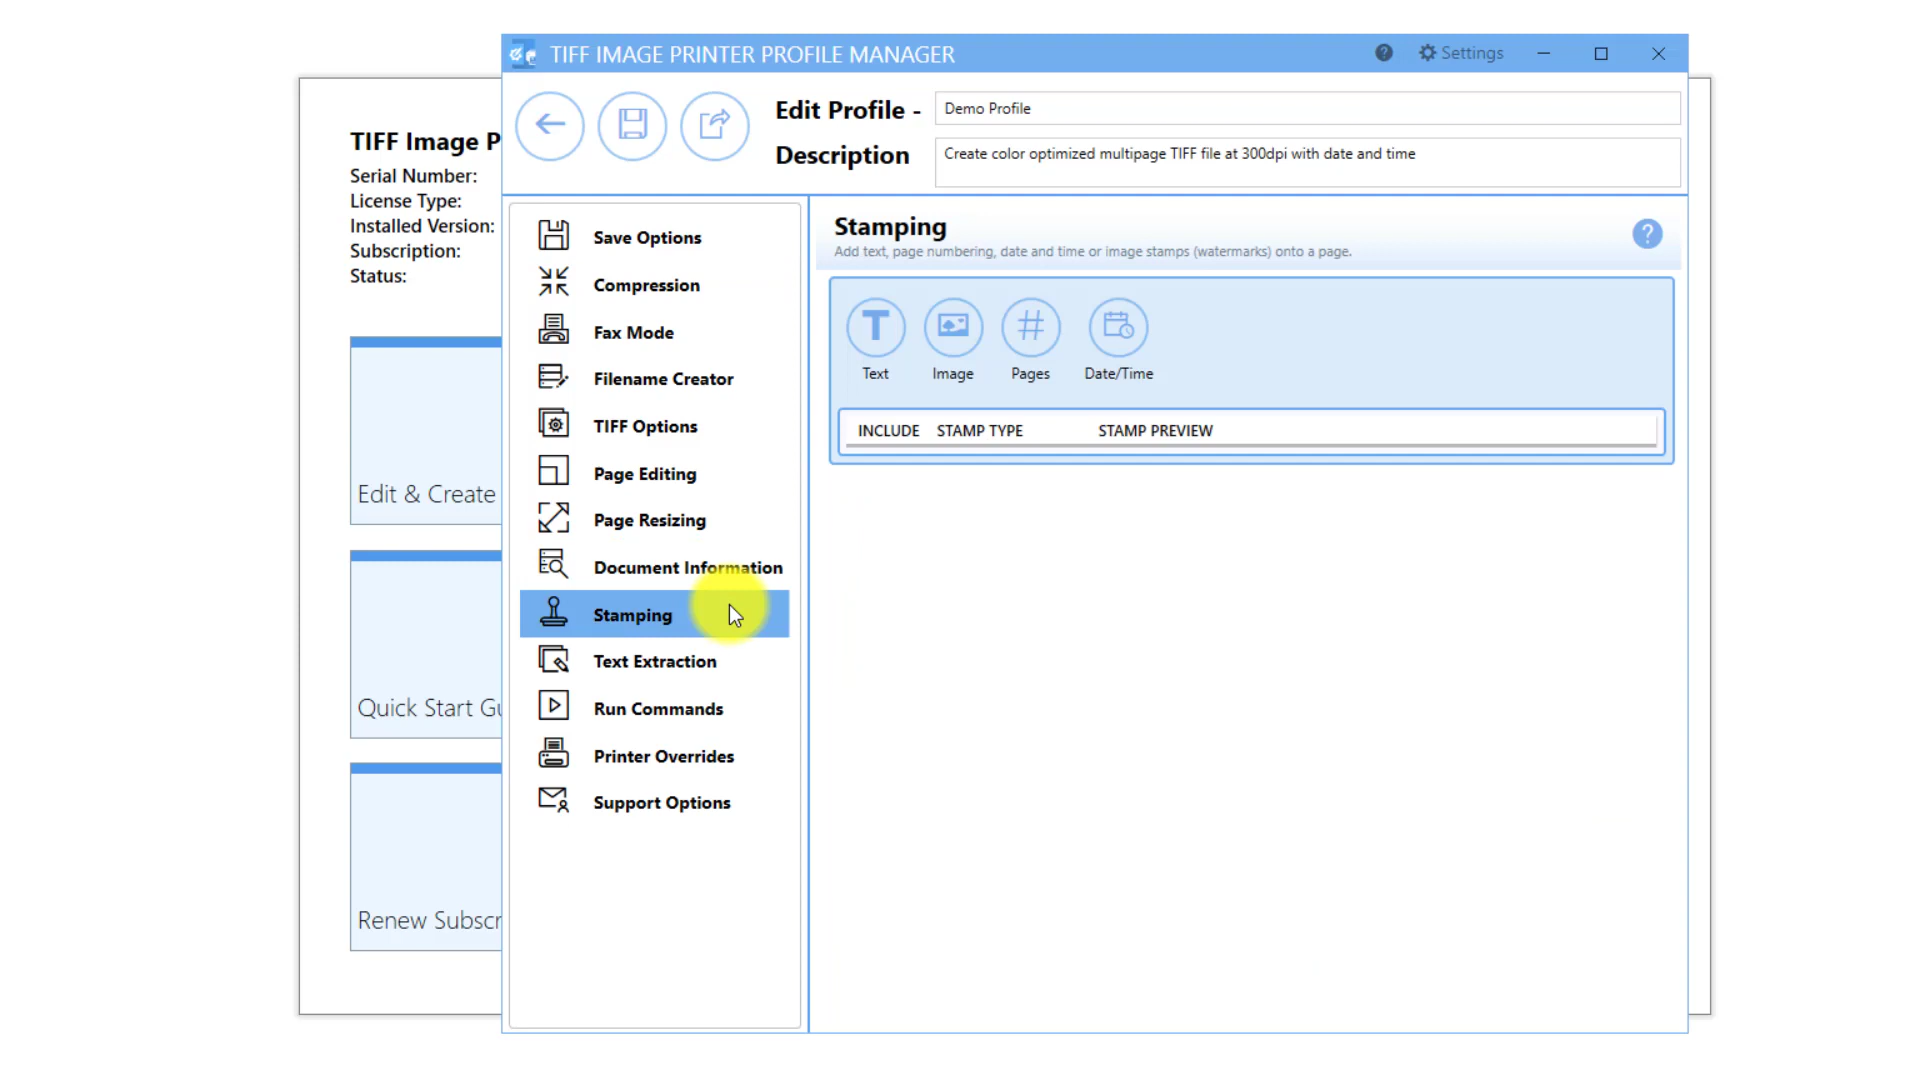 TIFF IMAGE PRINTER PROFILE MANAGER
Settings
Edit Profile -
Demo Profile
Description
Create color optimized multipage TIFF file at 300dpi with date and time
TIFF Image P
Serial Number:
License Type:
Installed Version:
Subscription:
Status:
Edit & Create
Quick Start Gu
Renew Subscr
Save Options
Compression
Fax Mode
Filename Creator
TIFF Options
Page Editing
Page Resizing
Document Information
Stamping
Text Extraction
Run Commands
Printer Overrides
Support Options
Stamping
Add text, page numbering, date and time or image stamps (watermarks) onto a page.
Text
Image
Pages
Date/Time
INCLUDE STAMP TYPE STAMP PREVIEW